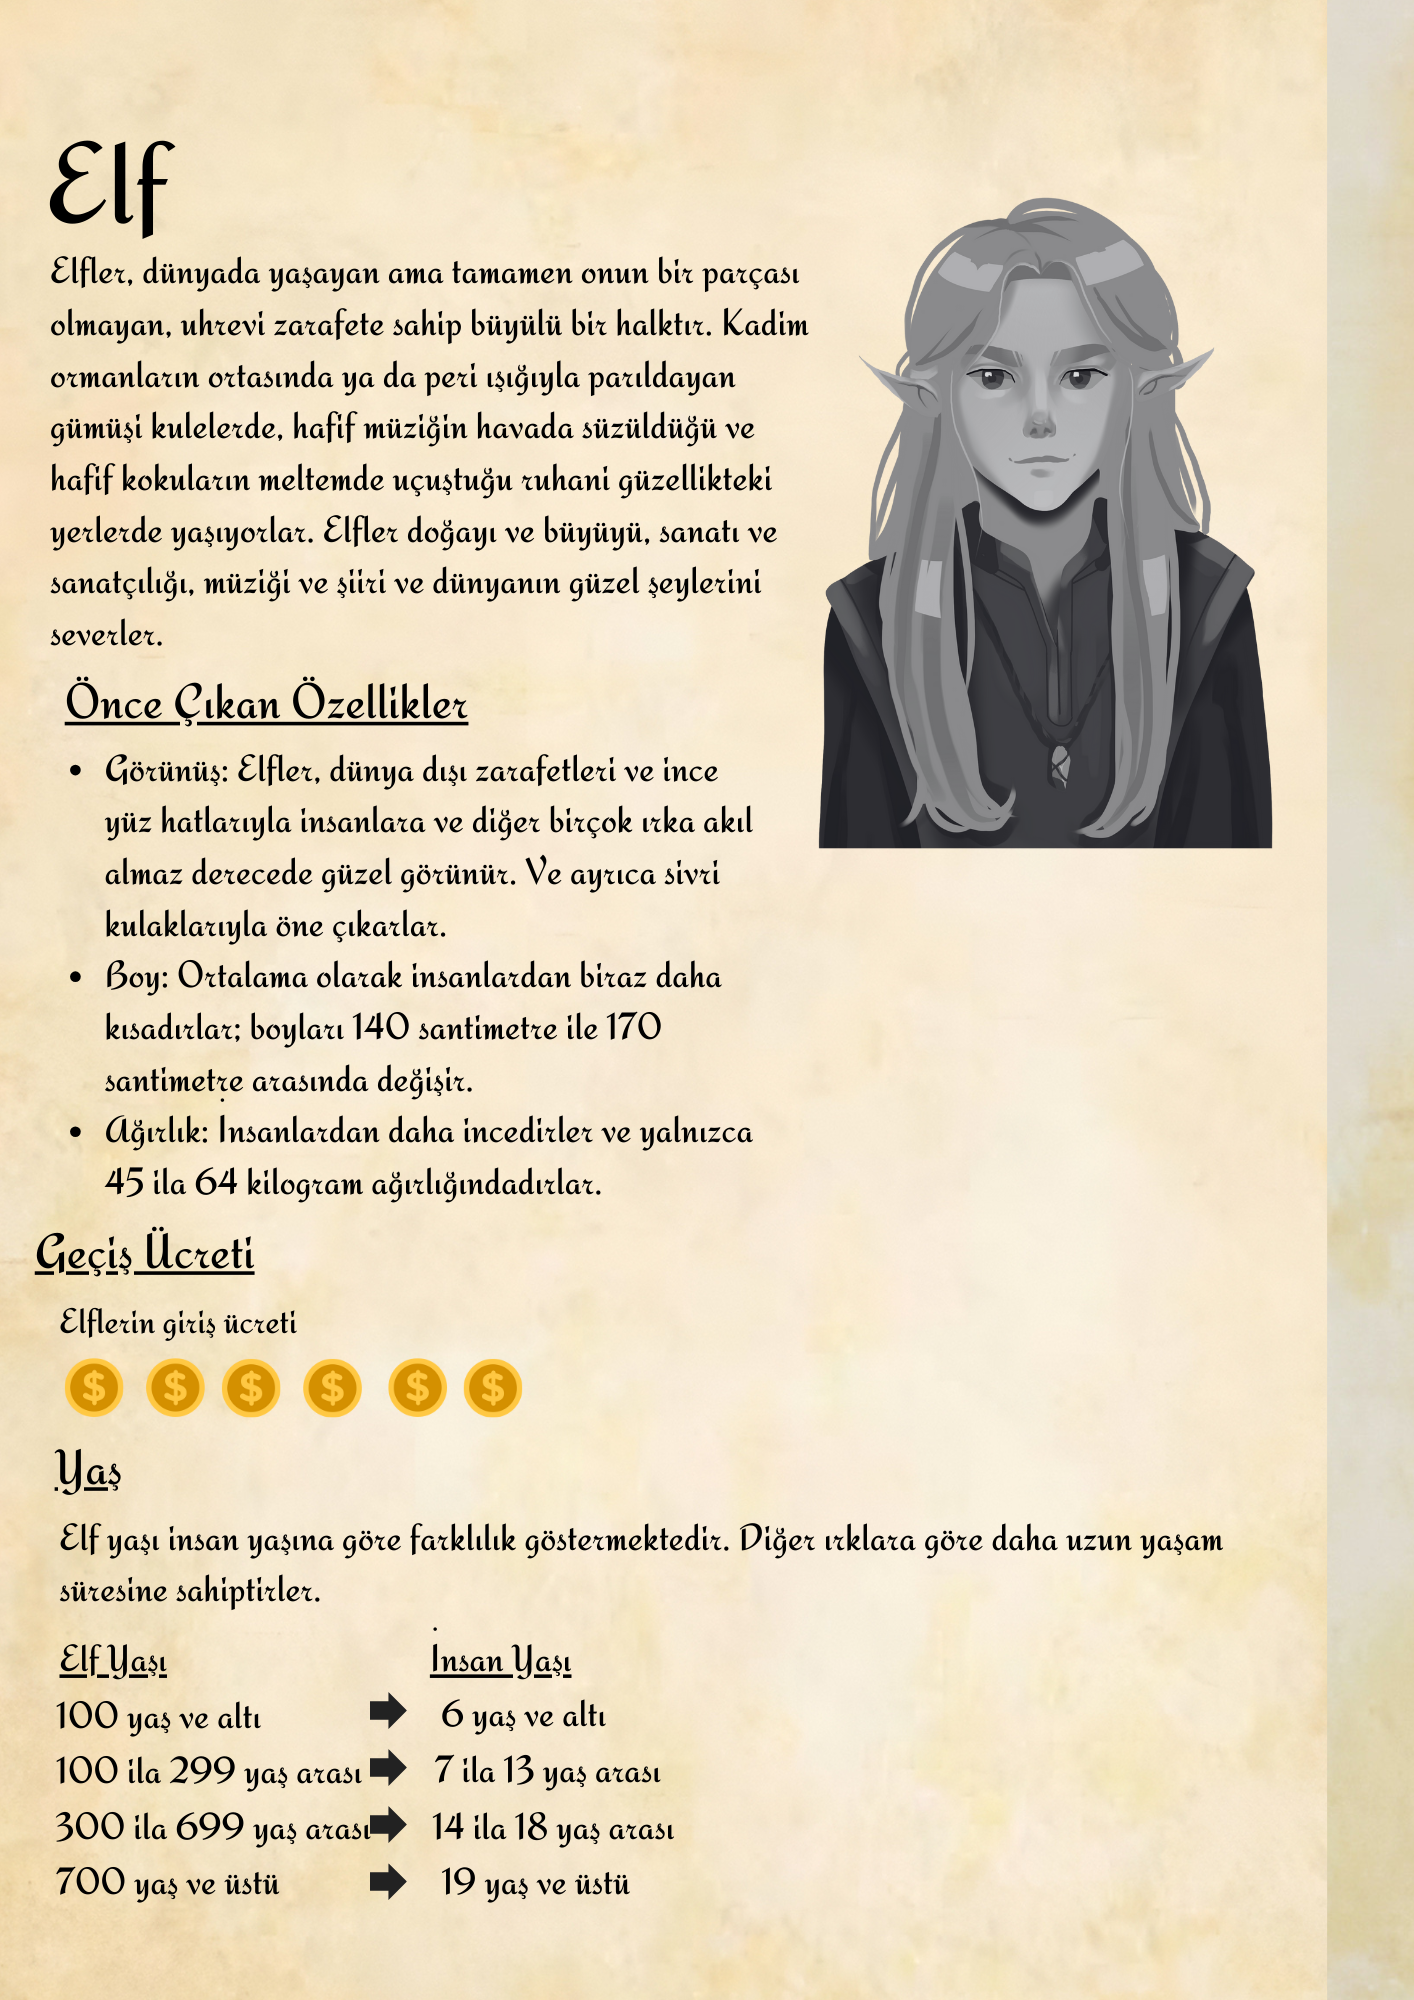 Elf
Elfler, dünyada yaşayan ama tamamen onun bir parçası
olmayan, uhrevi zarafete sahip büyülü bir halktır. Kadim
ormanların ortasında ya da peri ışığıyla parıldayan
gümüşi kulelerde, hafif müziğin havada süzüldüğü ve
hafif kokuların meltemde uçuştuğu ruhani güzellikteki
yerlerde yaşıyorlar. Elfler doğayı ve büyüyü, sanatı ve
sanatçılığı, müziği ve şiiri ve dünyanın güzel şeylerini
severler.
Önce Çıkan Özellikler
• Görünüş: Elfler, dünya dışı zarafetleri ve ince
yüz hatlarıyla insanlara ve diğer birçok ırka akıl
almaz derecede güzel görünür. Ve ayrıca sivri
kulaklarıyla öne çıkarlar.
• Boy: Ortalama olarak insanlardan biraz daha
kısadırlar; boyları 140 santimetre ile 170
santimetre arasında değişir.
• Ağırlık: İnsanlardan daha incedirler ve yalnızca
45 ila 64 kilogram ağırlığındadırlar.
Geçiş Ücreti
Elflerin giriş ücreti
$ $ $ $ $ $
Yaş
Elf yaşı insan yaşına göre farklılık göstermektedir. Diğer ırklara göre daha uzun yaşam
süresine sahiptirler.
Elf Yaşı İnsan Yaşı
100 yaş ve altı 6 yaş ve altı
100 ila 299 yaş arası 7 ila 13 yaş arası
300 ila 699 yaş arası 14 ila 18 yaş arası
700 yaş ve üstü 19 yaş ve üstü